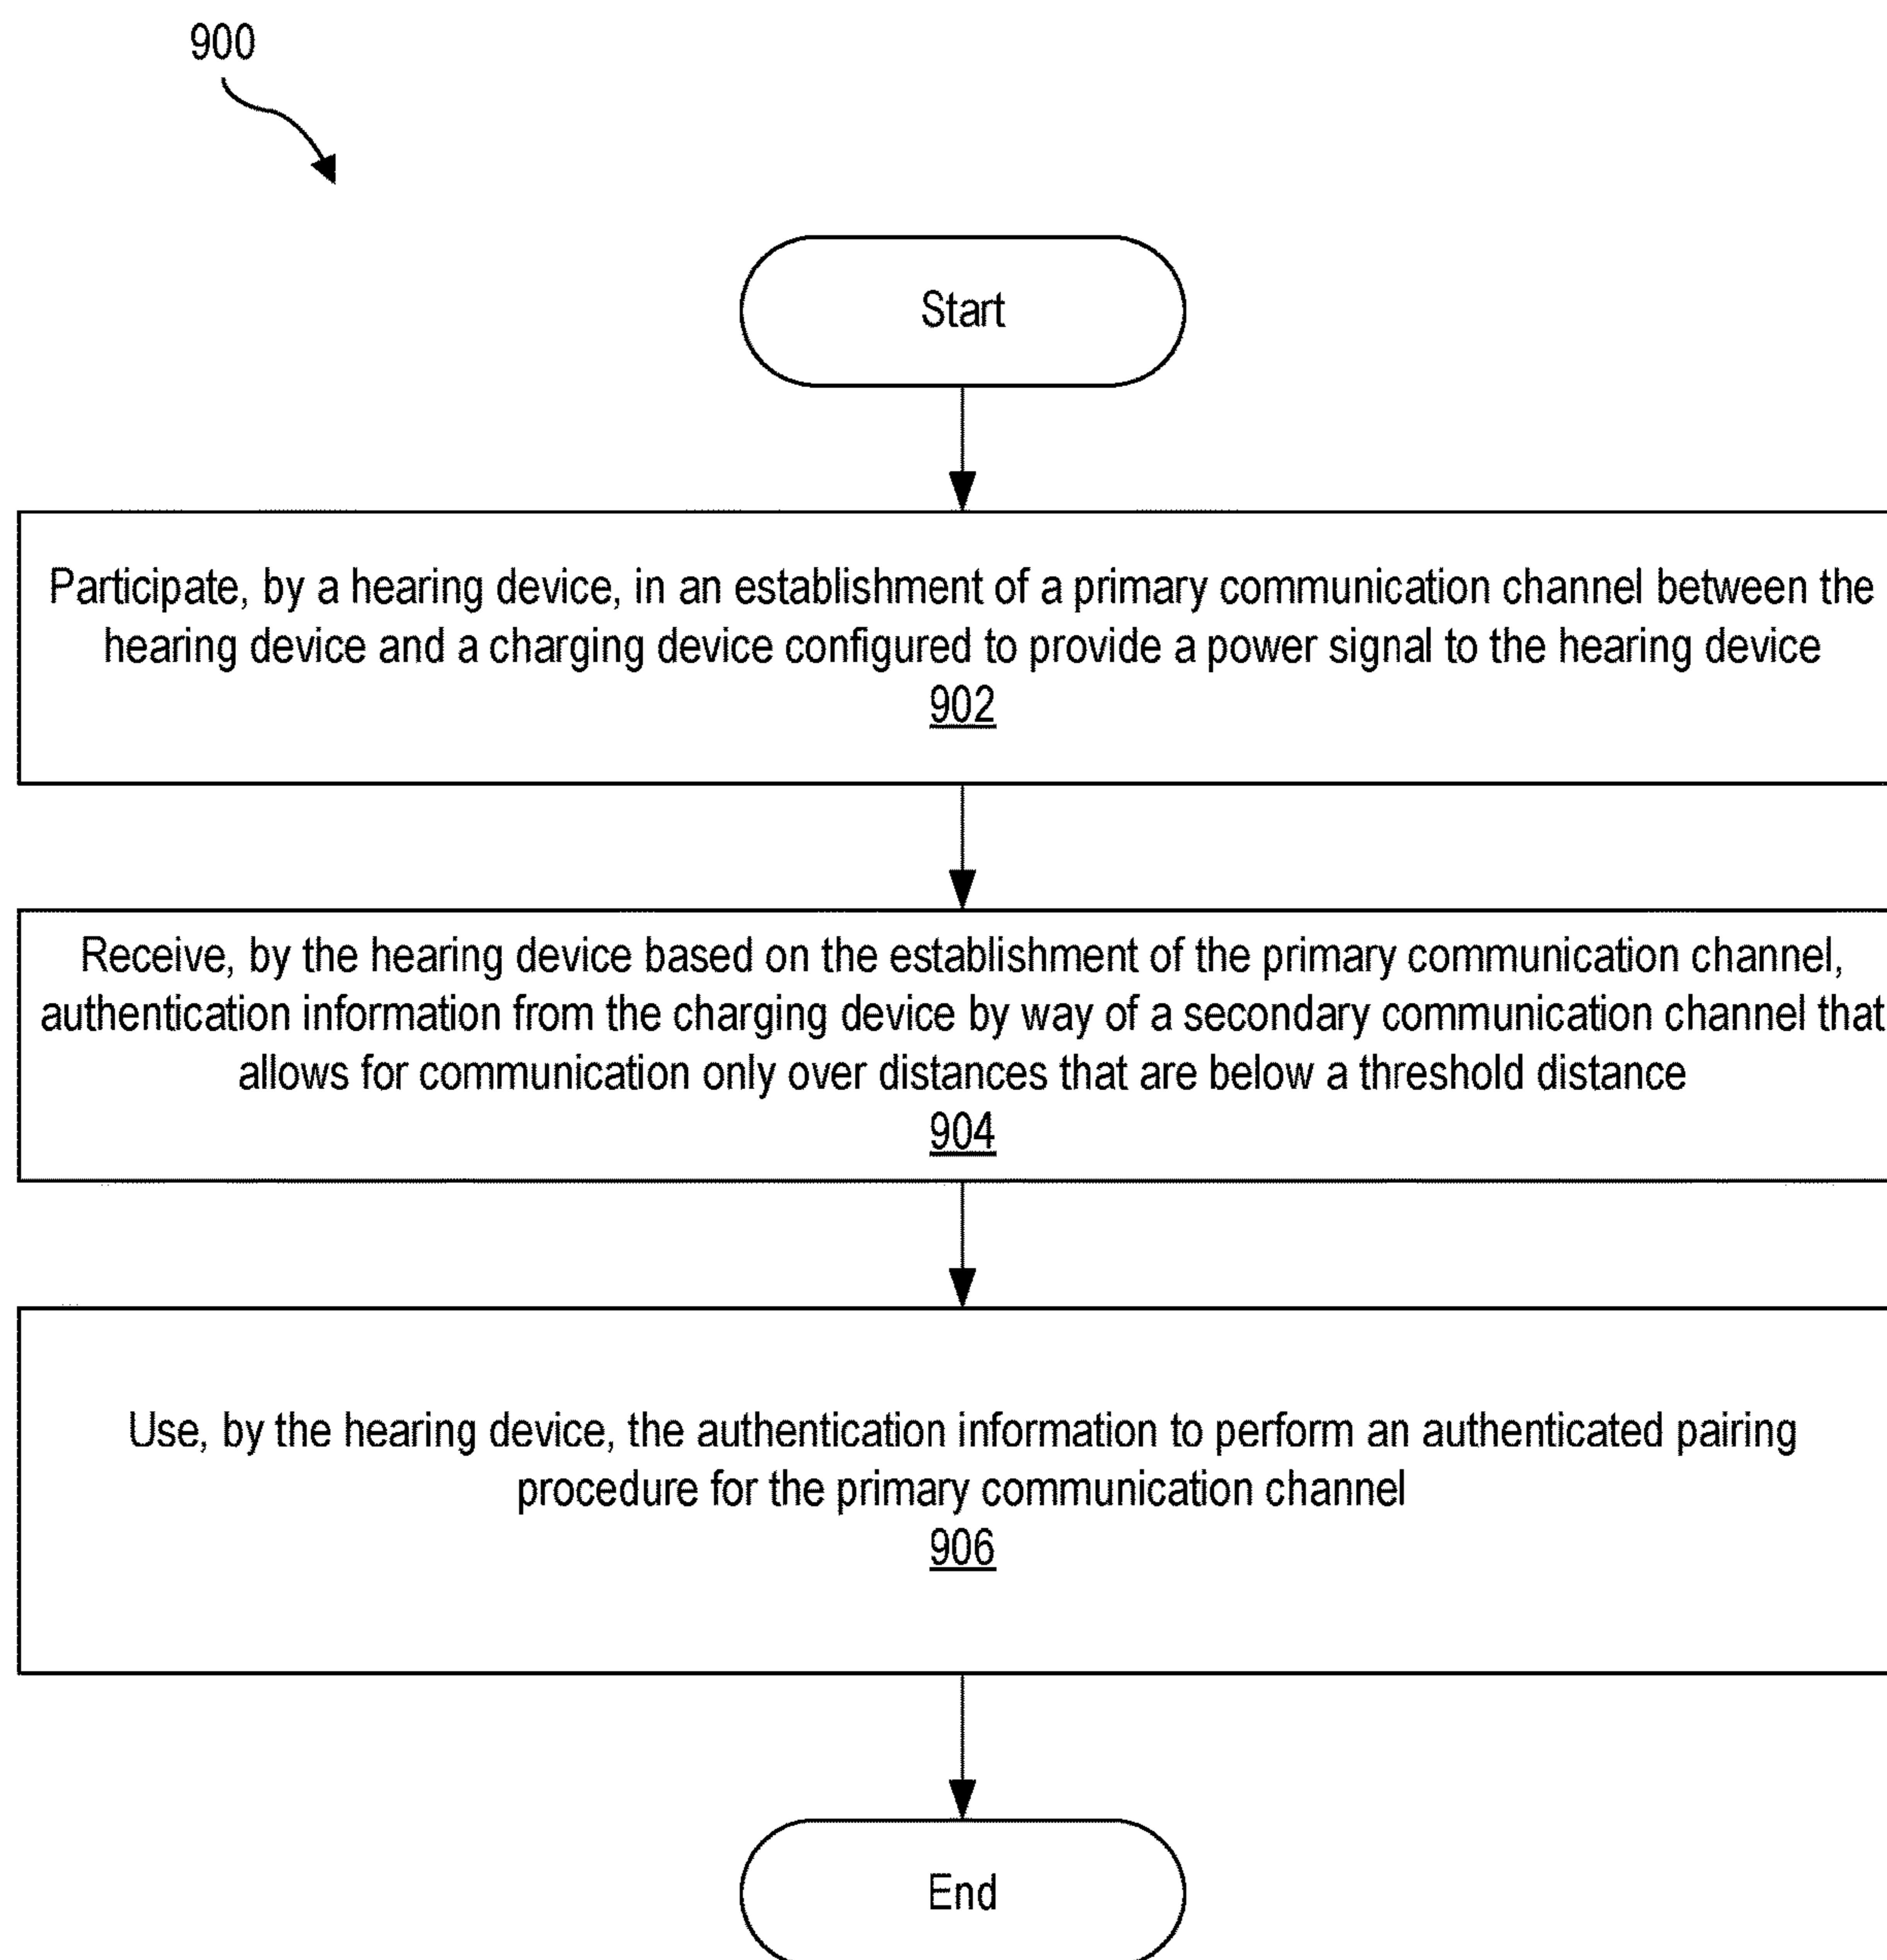 900
Start
Participate, by a hearing device, in an establishment of a primary communication channel between the
hearing device and a charging device configured to provide a power signal to the hearing device
902
Receive, by the hearing device based on the establishment of the primary communication channel,
authentication information from the charging device by way of a secondary communication channel that
allows for communication only over distances that are below a threshold distance
904
Use, by the hearing device, the authentication information to perform an authenticated pairing
procedure for the primary communication channel
906
End